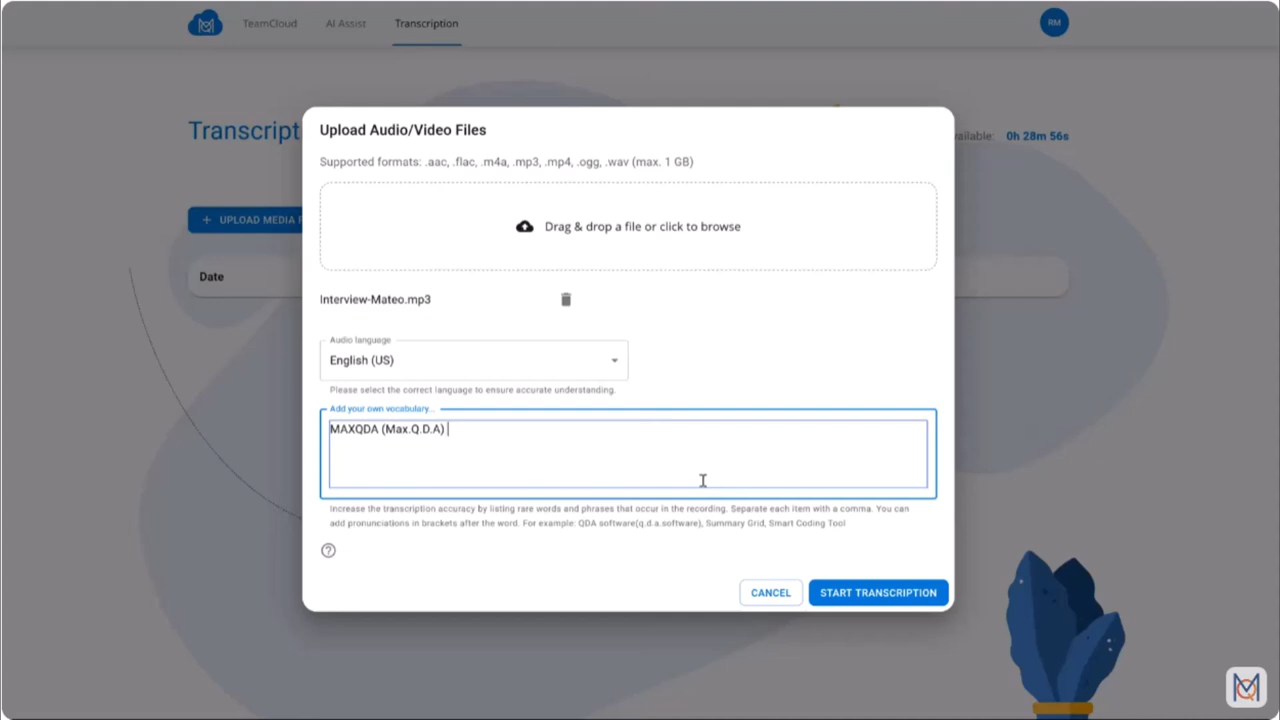 TeamCloud
AI Assist
Transcription
RM
Transcript
vailable: 0h 28m 56s
+ UPLOAD MEDIA F
Date
Upload Audio/Video Files
Supported formats: .aac, .flac, .m4a, .mp3, .mp4, .ogg, .wav (max. 1 GB)
Drag & drop a file or click to browse
Interview-Mateo.mp3
Audio language
English (US)
Please select the correct language to ensure accurate understanding.
Add your own vocabulary...
MAXQDA (Max.Q.D.A)
Increase the transcription accuracy by listing rare words and phrases that occur in the recording. Separate each item with a comma. You can
add pronunciations in brackets after the word. For example: QDA software(q.d.a.software), Summary Grid, Smart Coding Tool
CANCEL
START TRANSCRIPTION